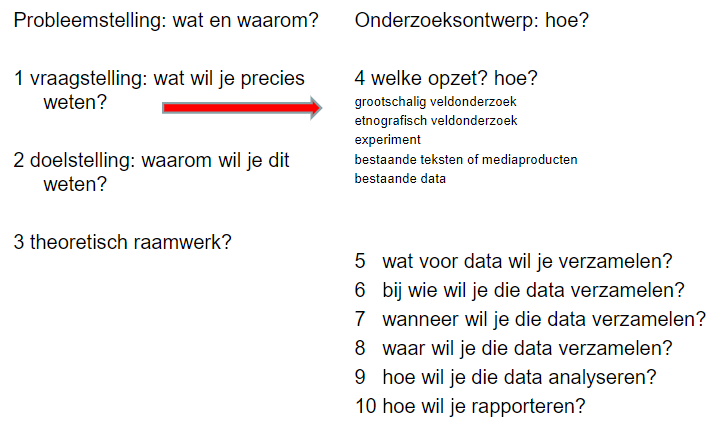 Probleemstelling: wat en waarom?
1 vraagstelling: wat wil je precies
weten?
2 doelstelling: waarom wil je dit
weten?
3 theoretisch raamwerk?
Onderzoeksontwerp: hoe?
4 welke opzet? hoe?
grootschalig veldonderzoek
etnografisch veldonderzoek
experiment
bestaande teksten of mediaproducten
bestaande data
5 wat voor data wil je verzamelen?
6 bij wie wil je die data verzamelen?
7 wanneer wil je die data verzamelen?
8 waar wil je die data verzamelen?
9 hoe wil je die data analyseren?
10 hoe wil je rapporteren?